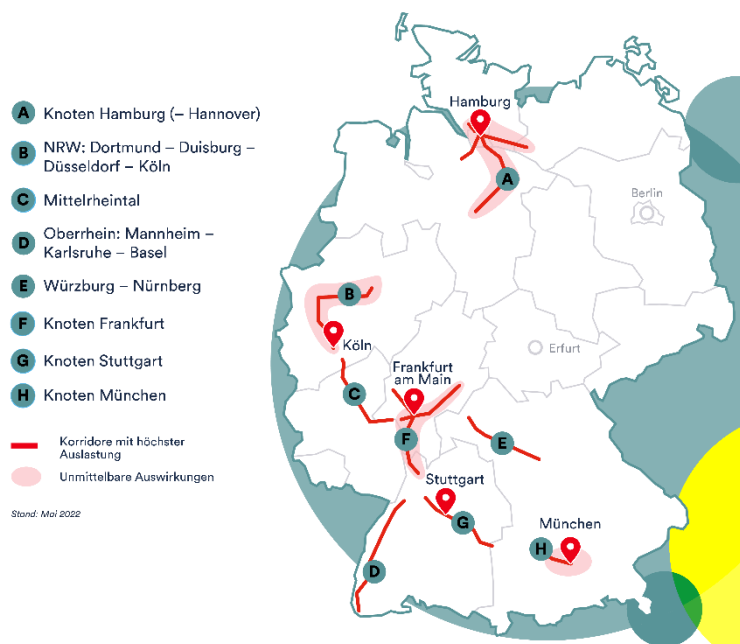 A Knoten Hamburg (– Hannover)
B NRW: Dortmund – Duisburg –
Düsseldorf – Köln
C Mittelrheintal
D Oberrhein: Mannheim –
Karlsruhe – Basel
E Würzburg – Nürnberg
F Knoten Frankfurt
G Knoten Stuttgart
H Knoten München
Korridore mit höchster
Auslastung
Unmittelbare Auswirkungen
Stand: Mai 2022
Hamburg
A
Berlin
B
Köln
Erfurt
Frankfurt
am Main
C
F
E
Stuttgart
G
München
H
D